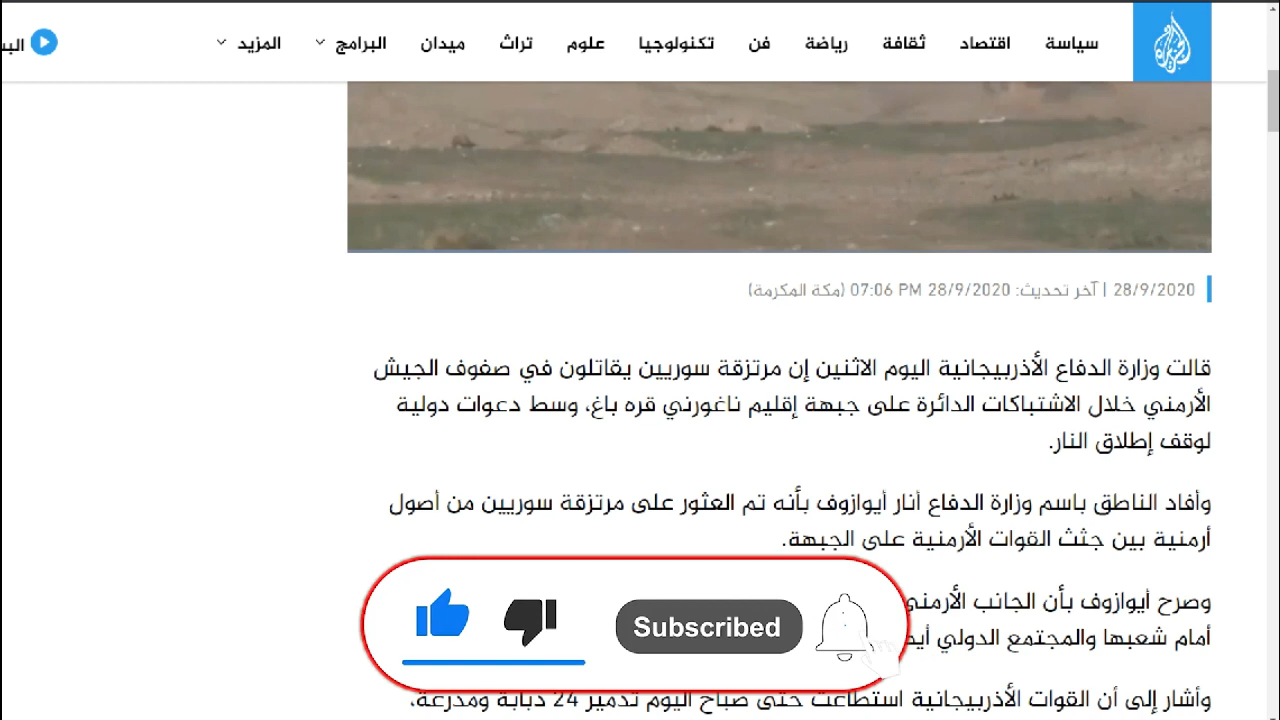 سياسة اقتصاد ثقافة رياضة فن تكنولوجيا علوم تراث ميدان البرامج المزيد
28/9/2020 | آخر تحديث: 28/9/2020 07:06 PM (مكة المكرمة)
قالت وزارة الدفاع الأذربيجانية اليوم الاثنين إن مرتزقة سوريين يقاتلون في صفوف الجيش
الأرمني خلال الاشتباكات الدائرة على جبهة إقليم ناغورني قره باغ، وسط دعوات دولية
لوقف إطلاق النار.
وأفاد الناطق باسم وزارة الدفاع أنار أيوازوف بأنه تم العثور على مرتزقة سوريين من أصول
أرمنية بين جثث القوات الأرمنية على الجبهة.
وصرح أيوازوف بأن الجانب الأرمني
أمام شعبها والمجتمع الدولي
Subscribed
وأشار إلى أن القوات الأذربيجانية استطاعت حتى صباح اليوم تدمير 24 دبابة ومدرعة،